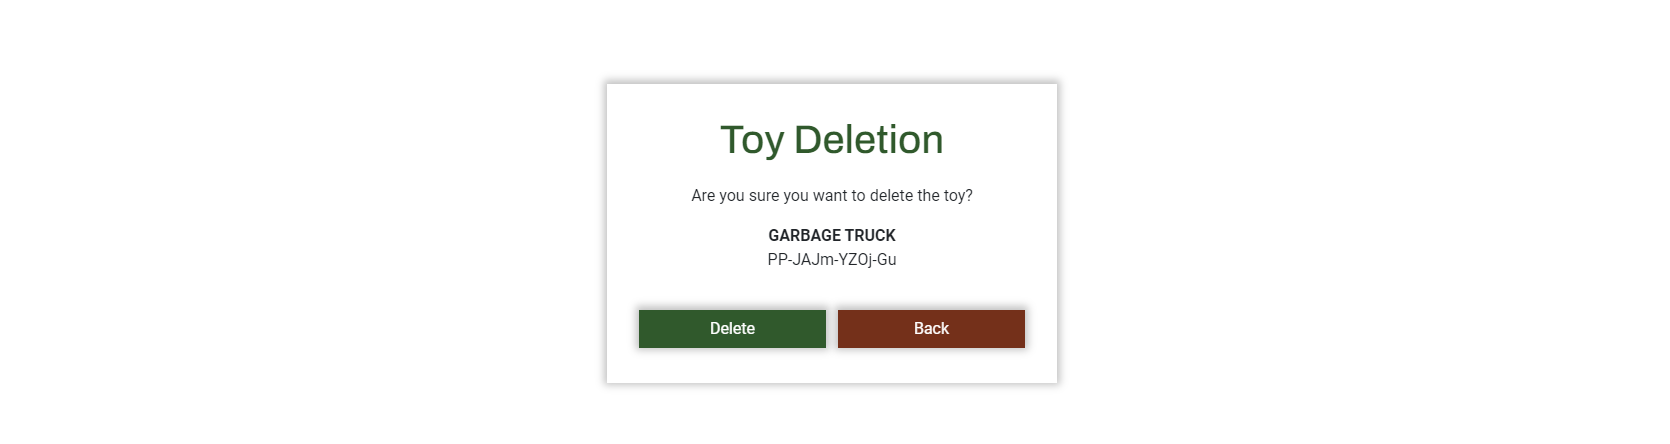 Toy Deletion
Are you sure you want to delete the toy?
GARBAGE TRUCK
PP-JAJm-YZOj-Gu
Delete
Back